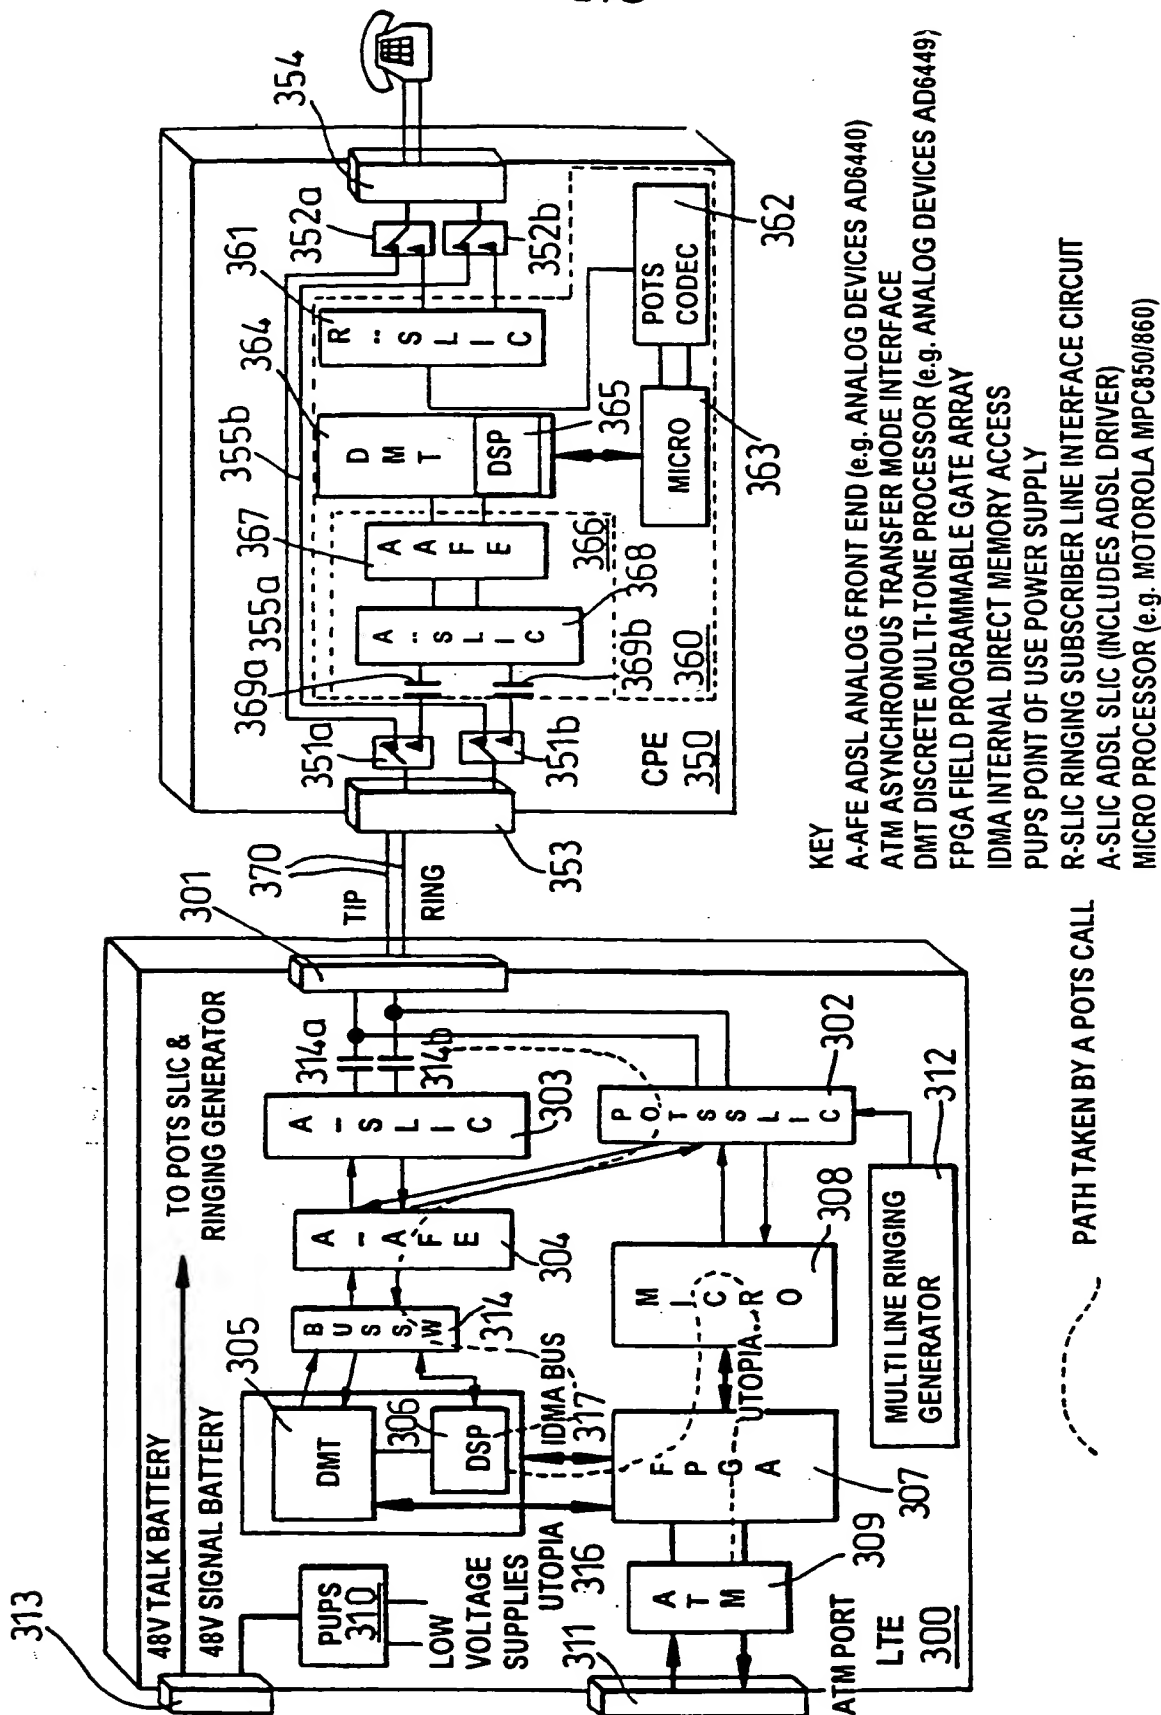 313
48V TALK BATTERY
48V SIGNAL BATTERY
TO POTS SLIC &
RINGING GENERATOR
PUPS
310
LOW
VOLTAGE
SUPPLIES
305
DMT
306
DSP
BUS SW
314
A-AFE
304
A-SLIC
303
314a
314b
301
TIP
RING
370
UTOPIA
316
IDMA BUS
317
FPGA
307
UTOPIA
MICRO
308
POTS SLIC
302
MULTI LINE RINGING
GENERATOR
312
ATM
309
311
ATM PORT
LTE
300
353
351a
351b
CPE
350
369a
369b
355a
355b
A-SLIC
368
367
A-AFE
366
360
364
DMT
DSP
365
361
R-SLIC
MICRO
363
POTS
CODEC
362
352a
352b
354
PATH TAKEN BY A POTS CALL
KEY
A-AFE ADSL ANALOG FRONT END (e.g. ANALOG DEVICES AD6440)
ATM ASYNCHRONOUS TRANSFER MODE INTERFACE
DMT DISCRETE MULTI-TONE PROCESSOR (e.g. ANALOG DEVICES AD6449)
FPGA FIELD PROGRAMMABLE GATE ARRAY
IDMA INTERNAL DIRECT MEMORY ACCESS
PUPS POINT OF USE POWER SUPPLY
R-SLIC RINGING SUBSCRIBER LINE INTERFACE CIRCUIT
A-SLIC ADSL SLIC (INCLUDES ADSL DRIVER)
MICRO PROCESSOR (e.g. MOTOROLA MPC850/860)